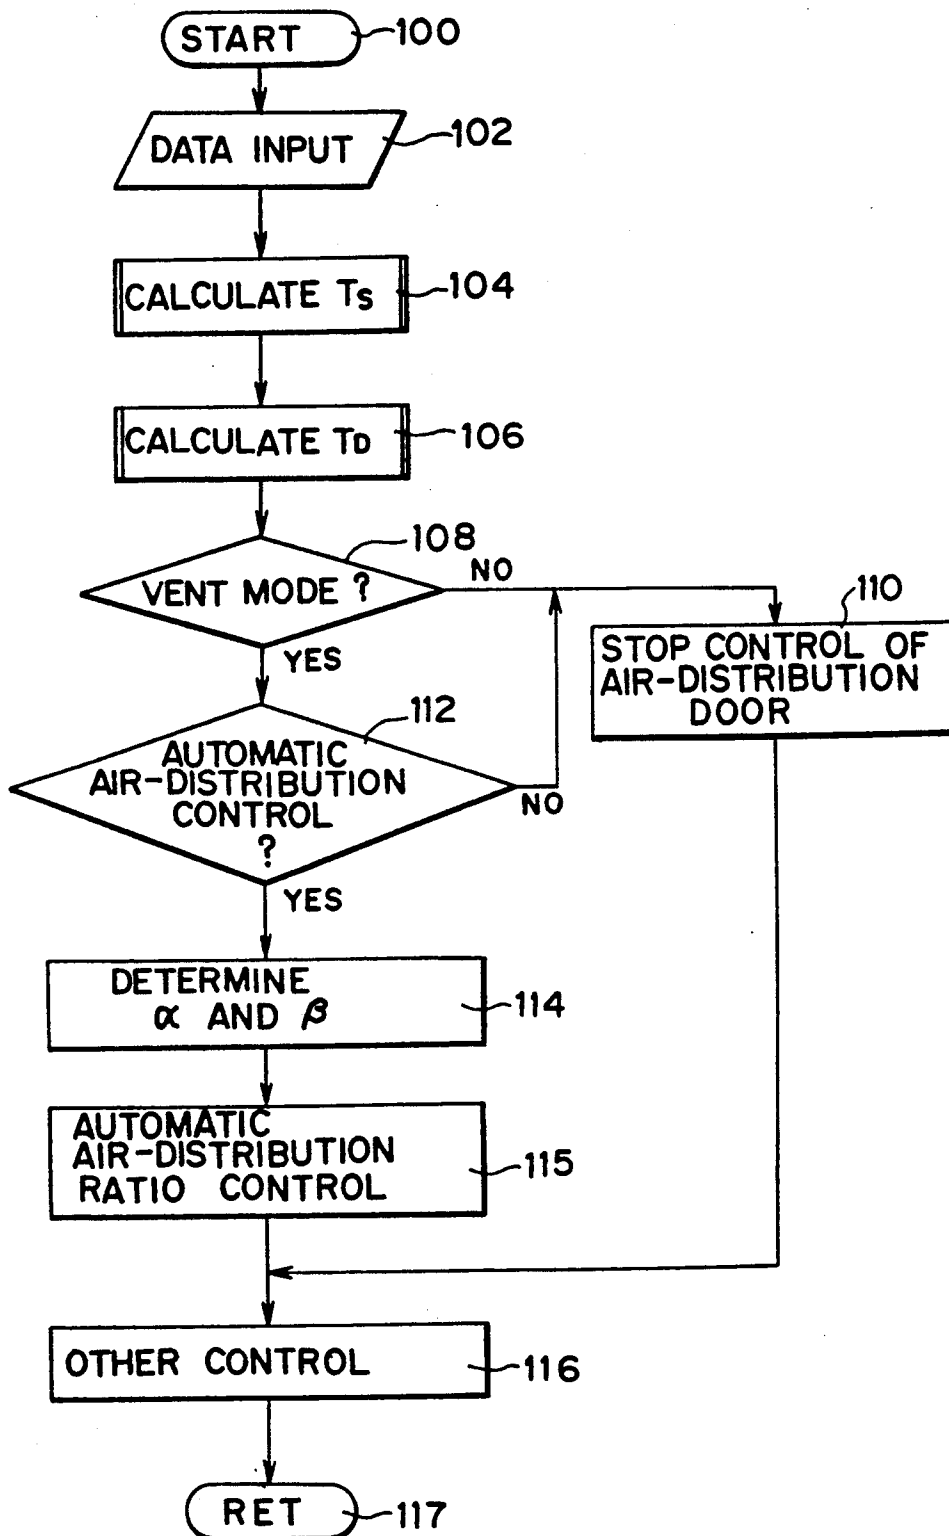 START
100
DATA INPUT
102
CALCULATE TS
104
CALCULATE TD
106
108
VENT MODE ?
NO
YES
110
STOP CONTROL OF
AIR-DISTRIBUTION
DOOR
112
AUTOMATIC
AIR-DISTRIBUTION
CONTROL
?
NO
YES
DETERMINE
α AND β
114
AUTOMATIC
AIR-DISTRIBUTION
RATIO CONTROL
115
OTHER CONTROL
116
RET
117